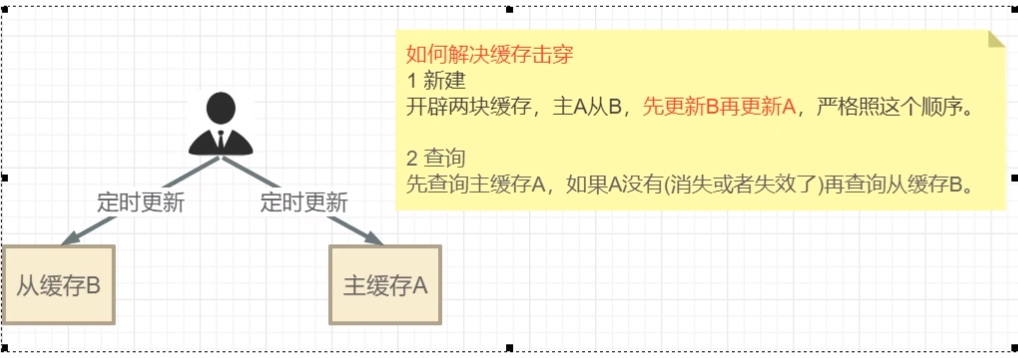 如何解决缓存击穿
1 新建
开辟两块缓存，主A从B，先更新B再更新A，严格照这个顺序。
2 查询
先查询主缓存A，如果A没有(消失或者失效了)再查询从缓存B。
定时更新
定时更新
从缓存B
主缓存A